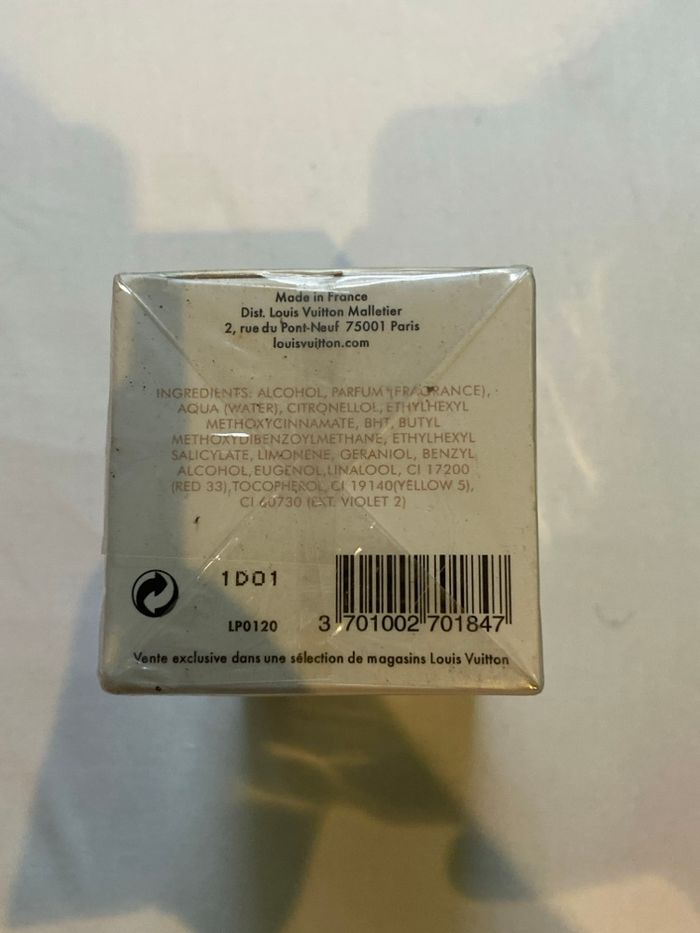 Made in France
Dist. Louis Vuitton Malletier
2, rue du Pont-Neuf 75001 Paris
louisvuitton.com
INGREDIENTS: ALCOHOL, PARFUM (FRAGRANCE),
AQUA (WATER), CITRONELLOL, ETHYLHEXYL
METHOXYCINNAMATE, BHT, BUTYL
METHOXYDIBENZOYLMETHANE, ETHYLHEXYL
SALICYLATE, LIMONENE, GERANIOL, BENZYL
ALCOHOL, EUGENOL, LINALOOL, CI 17200
(RED 33), TOCOPHEROL, CI 19140(YELLOW 5),
CI 60730 (EXT. VIOLET 2)
1D01
LP0120
3 701002 701847
Vente exclusive dans une sélection de magasins Louis Vuitton